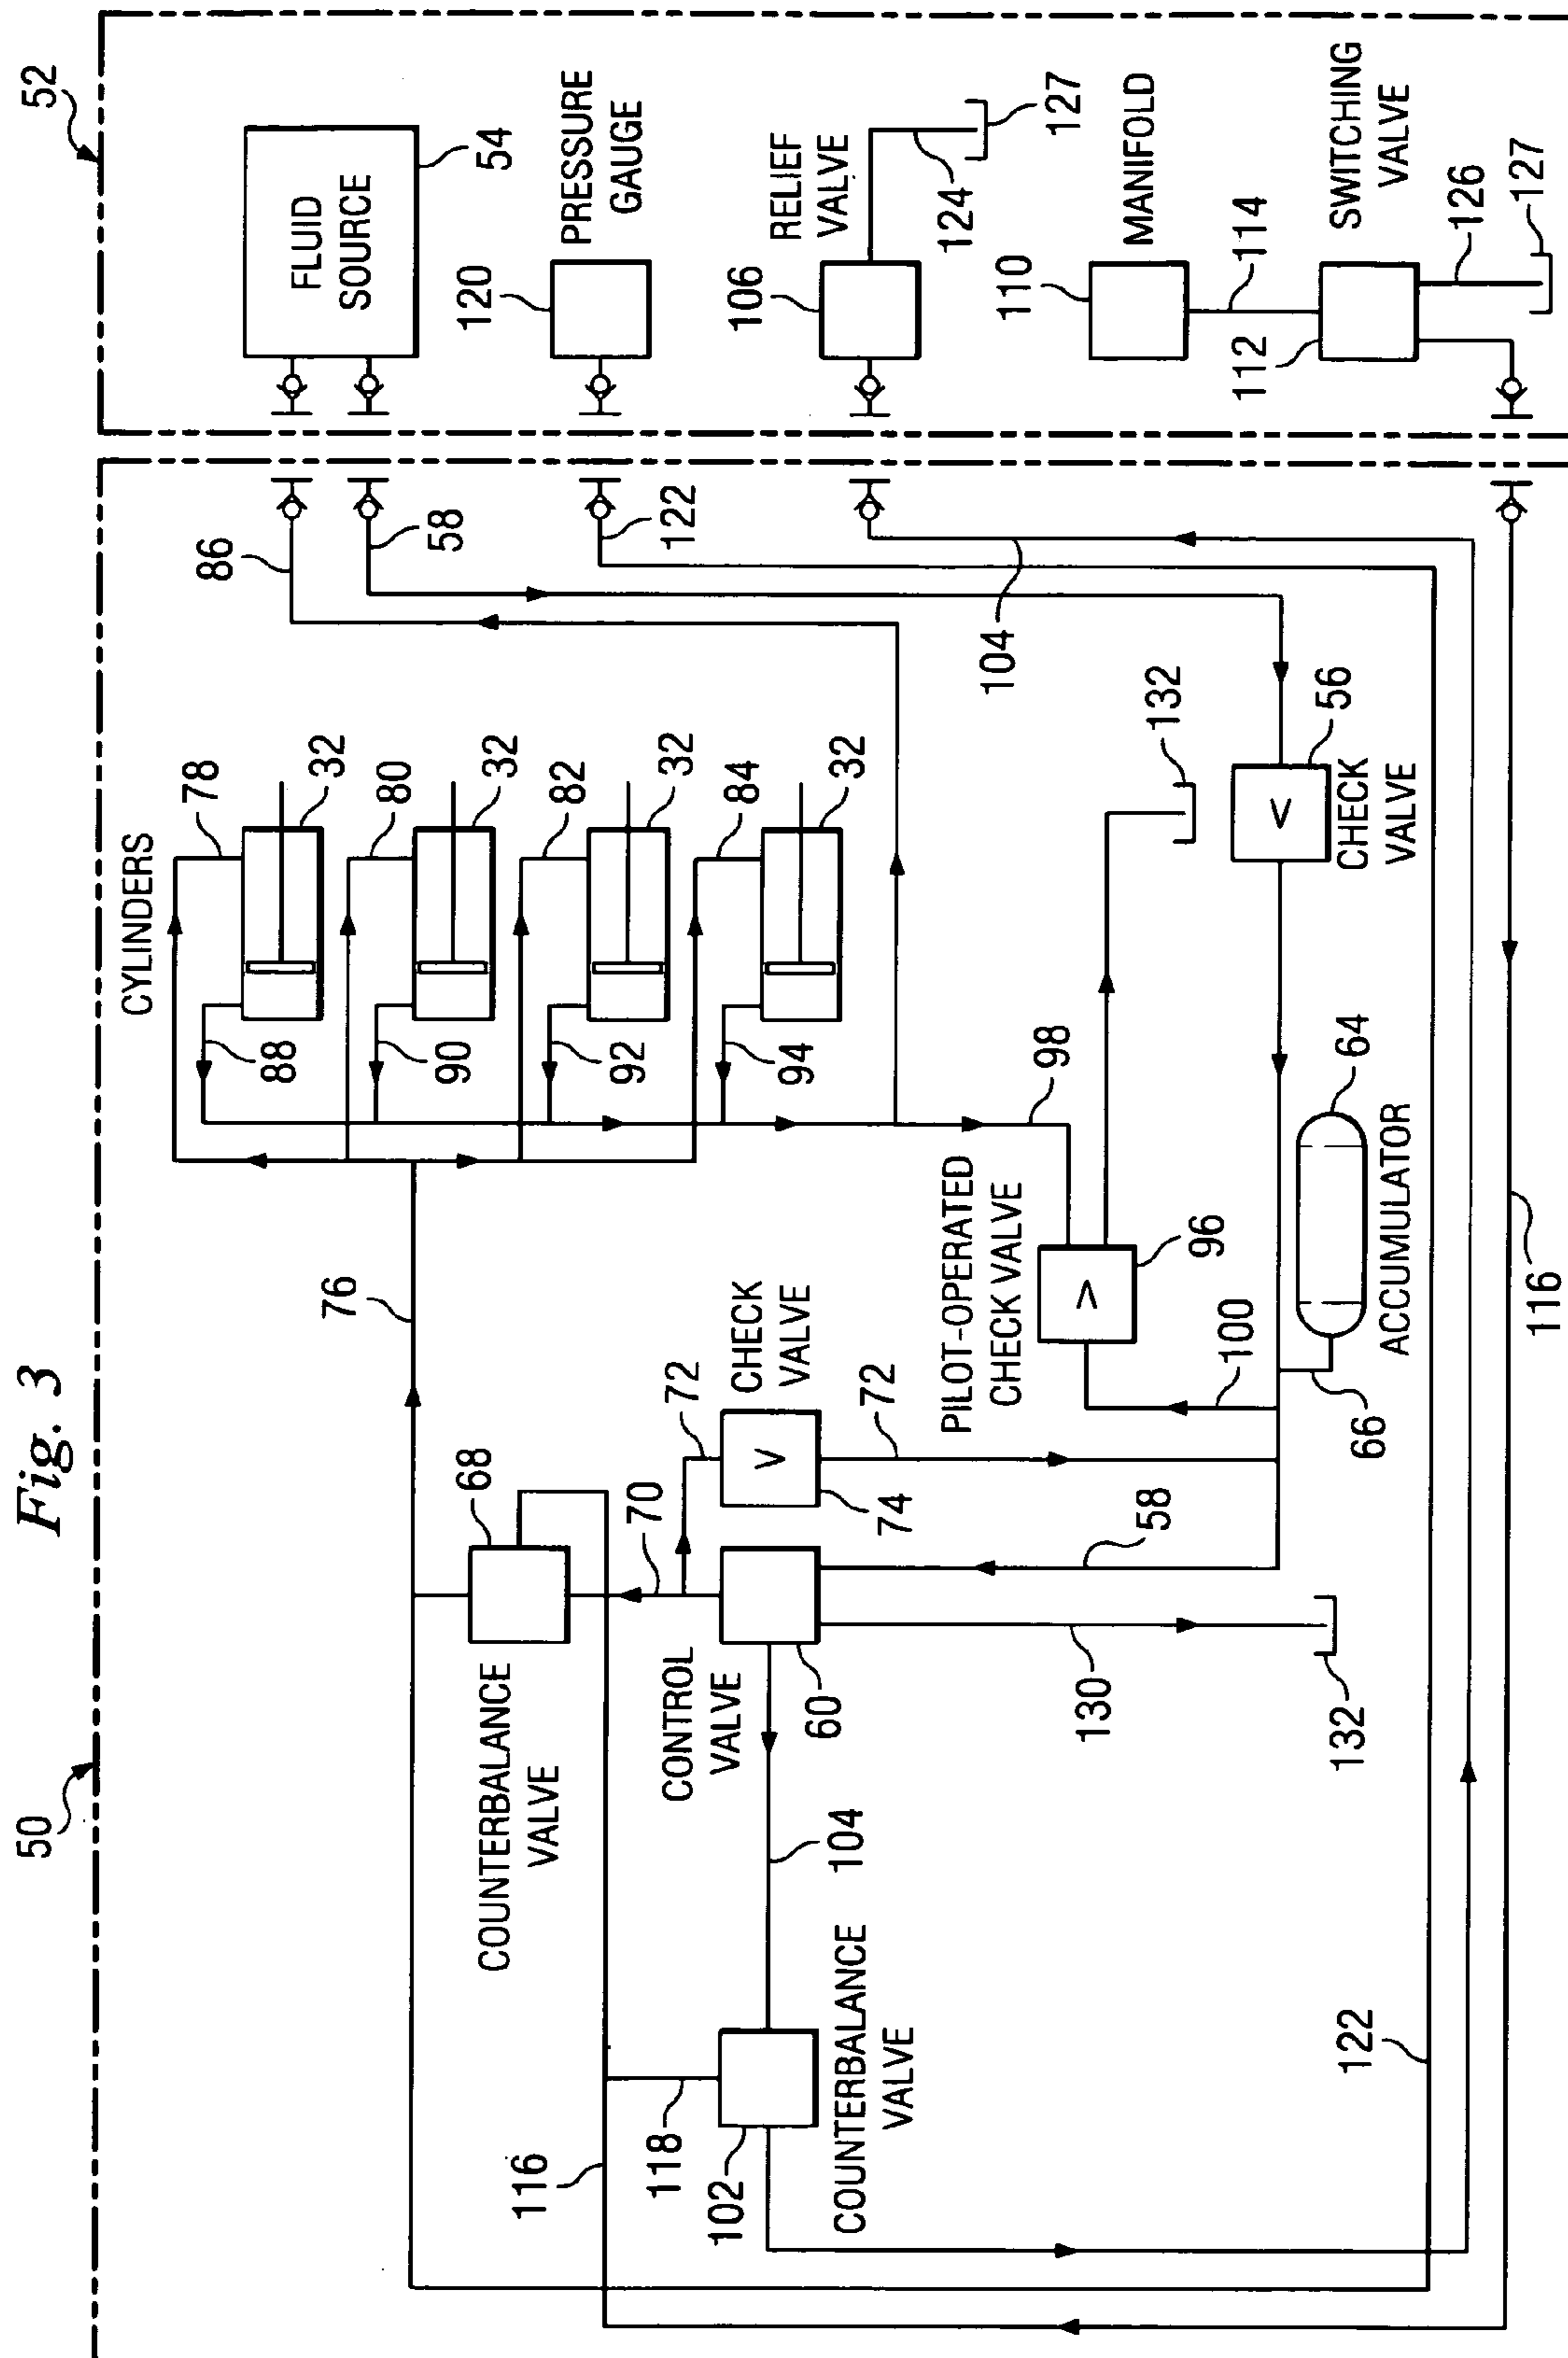 Fig. 3
50
52
CYLINDERS
FLUID
SOURCE
54
PRESSURE
GAUGE
120
RELIEF
VALVE
106
124
127
MANIFOLD
110
114
SWITCHING
VALVE
112
126
127
86
58
122
104
78
32
80
32
82
32
84
32
88
90
92
94
98
132
56
<
CHECK
VALVE
64
ACCUMULATOR
66
76
PILOT-OPERATED
CHECK VALVE
>
96
100
116
68
COUNTERBALANCE
VALVE
70
72
CHECK
VALVE
V
74
72
58
CONTROL
VALVE
60
130
132
104
COUNTERBALANCE
VALVE
102
118
116
122